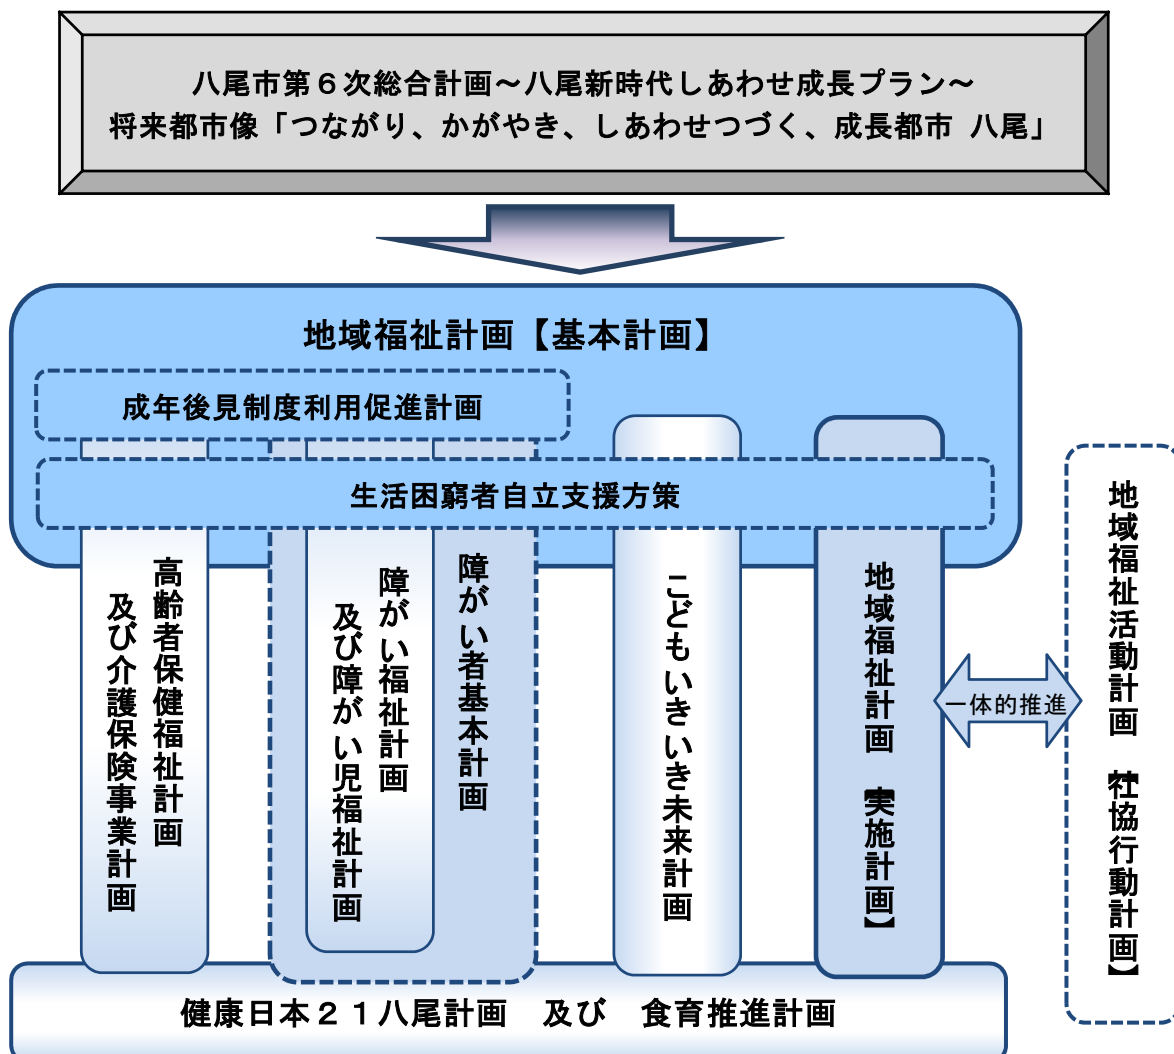 八尾市第６次総合計画～八尾新時代しあわせ成長プラン～
将来都市像「つながり、かがやき、しあわせつづく、成長都市 八尾」
地域福祉計画【基本計画】
成年後見制度利用促進計画
生活困窮者自立支援方策
高齢者保健福祉計画
及び介護保険事業計画
障がい者基本計画
障がい福祉計画
及び障がい児福祉計画
こどもいきいき未来計画
地域福祉計画 【実施計画】
一体的推進
地域福祉活動計画 【社協行動計画】
健康日本２１八尾計画 及び 食育推進計画